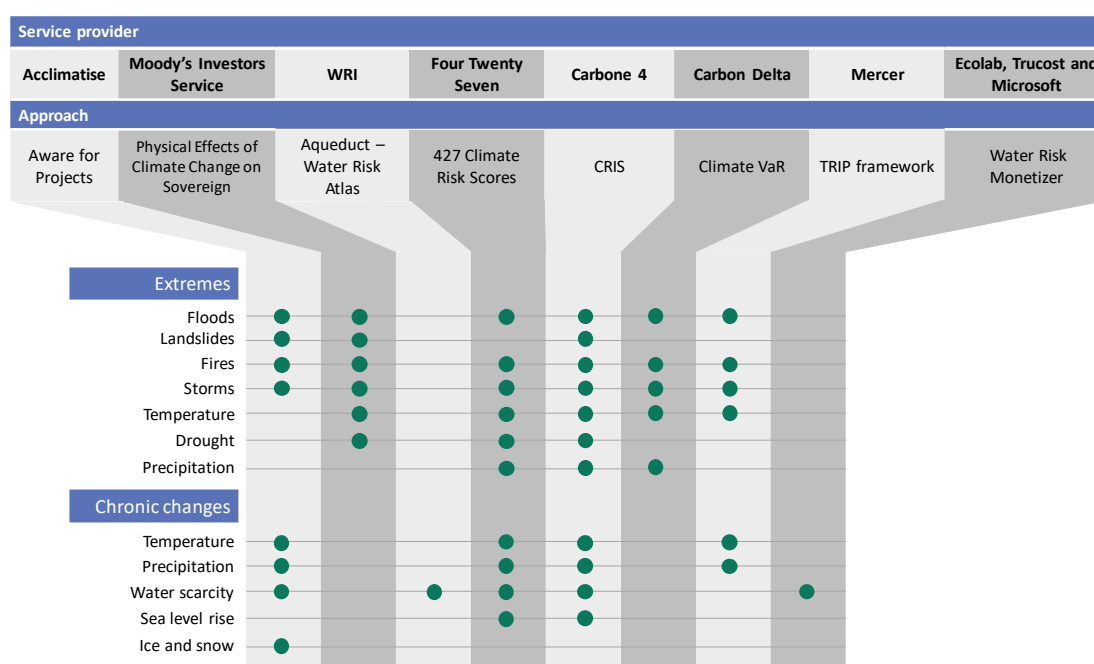 Service provider
Acclimatise
Moody's Investors
Service
WRI
Four Twenty
Seven
Carbone 4
Carbon Delta
Mercer
Ecolab, Trucost and
Microsoft
Approach
Aware for
Projects
Physical Effects of
Climate Change on
Sovereign
Aqueduct –
Water Risk
Atlas
427 Climate
Risk Scores
CRIS
Climate VaR
TRIP framework
Water Risk
Monetizer
Extremes
Floods
Landslides
Fires
Storms
Temperature
Drought
Precipitation
Chronic changes
Temperature
Precipitation
Water scarcity
Sea level rise
Ice and snow